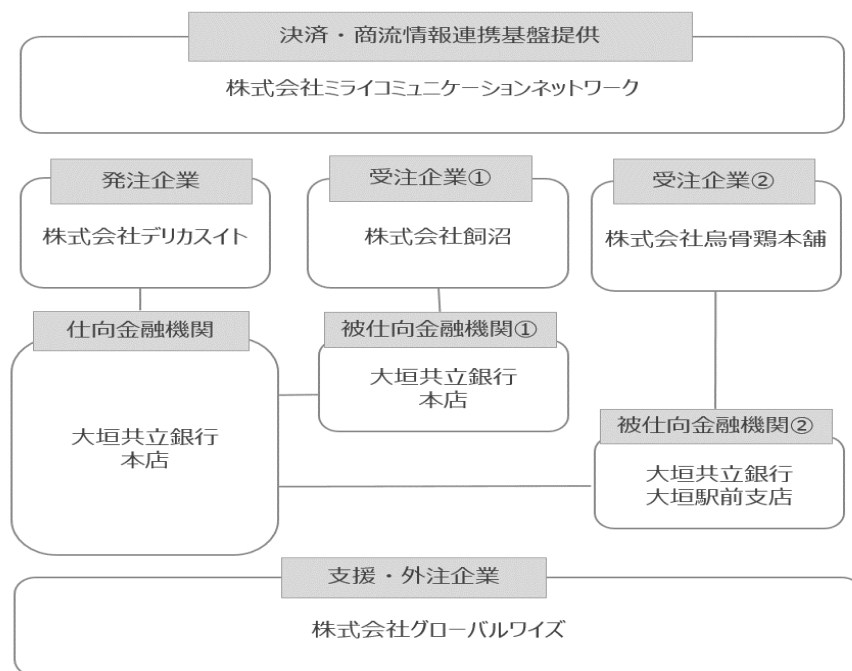 決済・商流情報連携基盤提供
株式会社ミライコミュニケーションネットワーク
発注企業
株式会社デリカスイト
受注企業①
株式会社飼沼
受注企業②
株式会社烏骨鶏本舗
仕向金融機関
大垣共立銀行
本店
被仕向金融機関①
大垣共立銀行
本店
被仕向金融機関②
大垣共立銀行
大垣駅前支店
支援・外注企業
株式会社グローバルワイズ